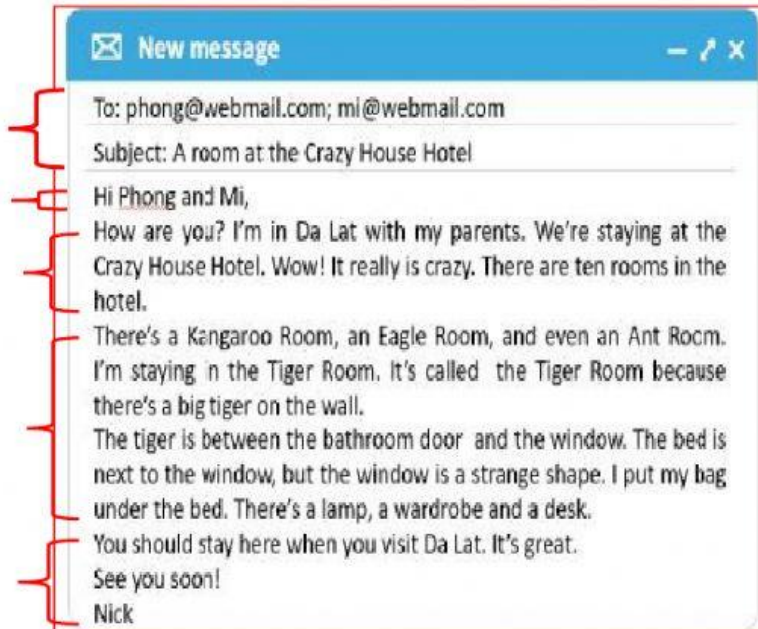 New message
To: phong@webmail.com; mi@webmail.com
Subject: A room at the Crazy House Hotel
Hi Phong and Mi,
How are you? I'm in Da Lat with my parents. We're staying at the
Crazy House Hotel. Wow! It really is crazy. There are ten rooms in the
hotel.
There's a Kangaroo Room, an Eagle Room, and even an Ant Room.
I'm staying n the Tiger Room. It's called the Tiger Room because
there's a big tiger on the wall.
The tiger is between the bathroom door and the window. The bed is
next to the window, but the window is a strange shape. I put my bag
under the bed. There's a lamp, a wardrobe and a desk.
You should stay here when you visit Da Lat. It's great.
See you soon!
Nick